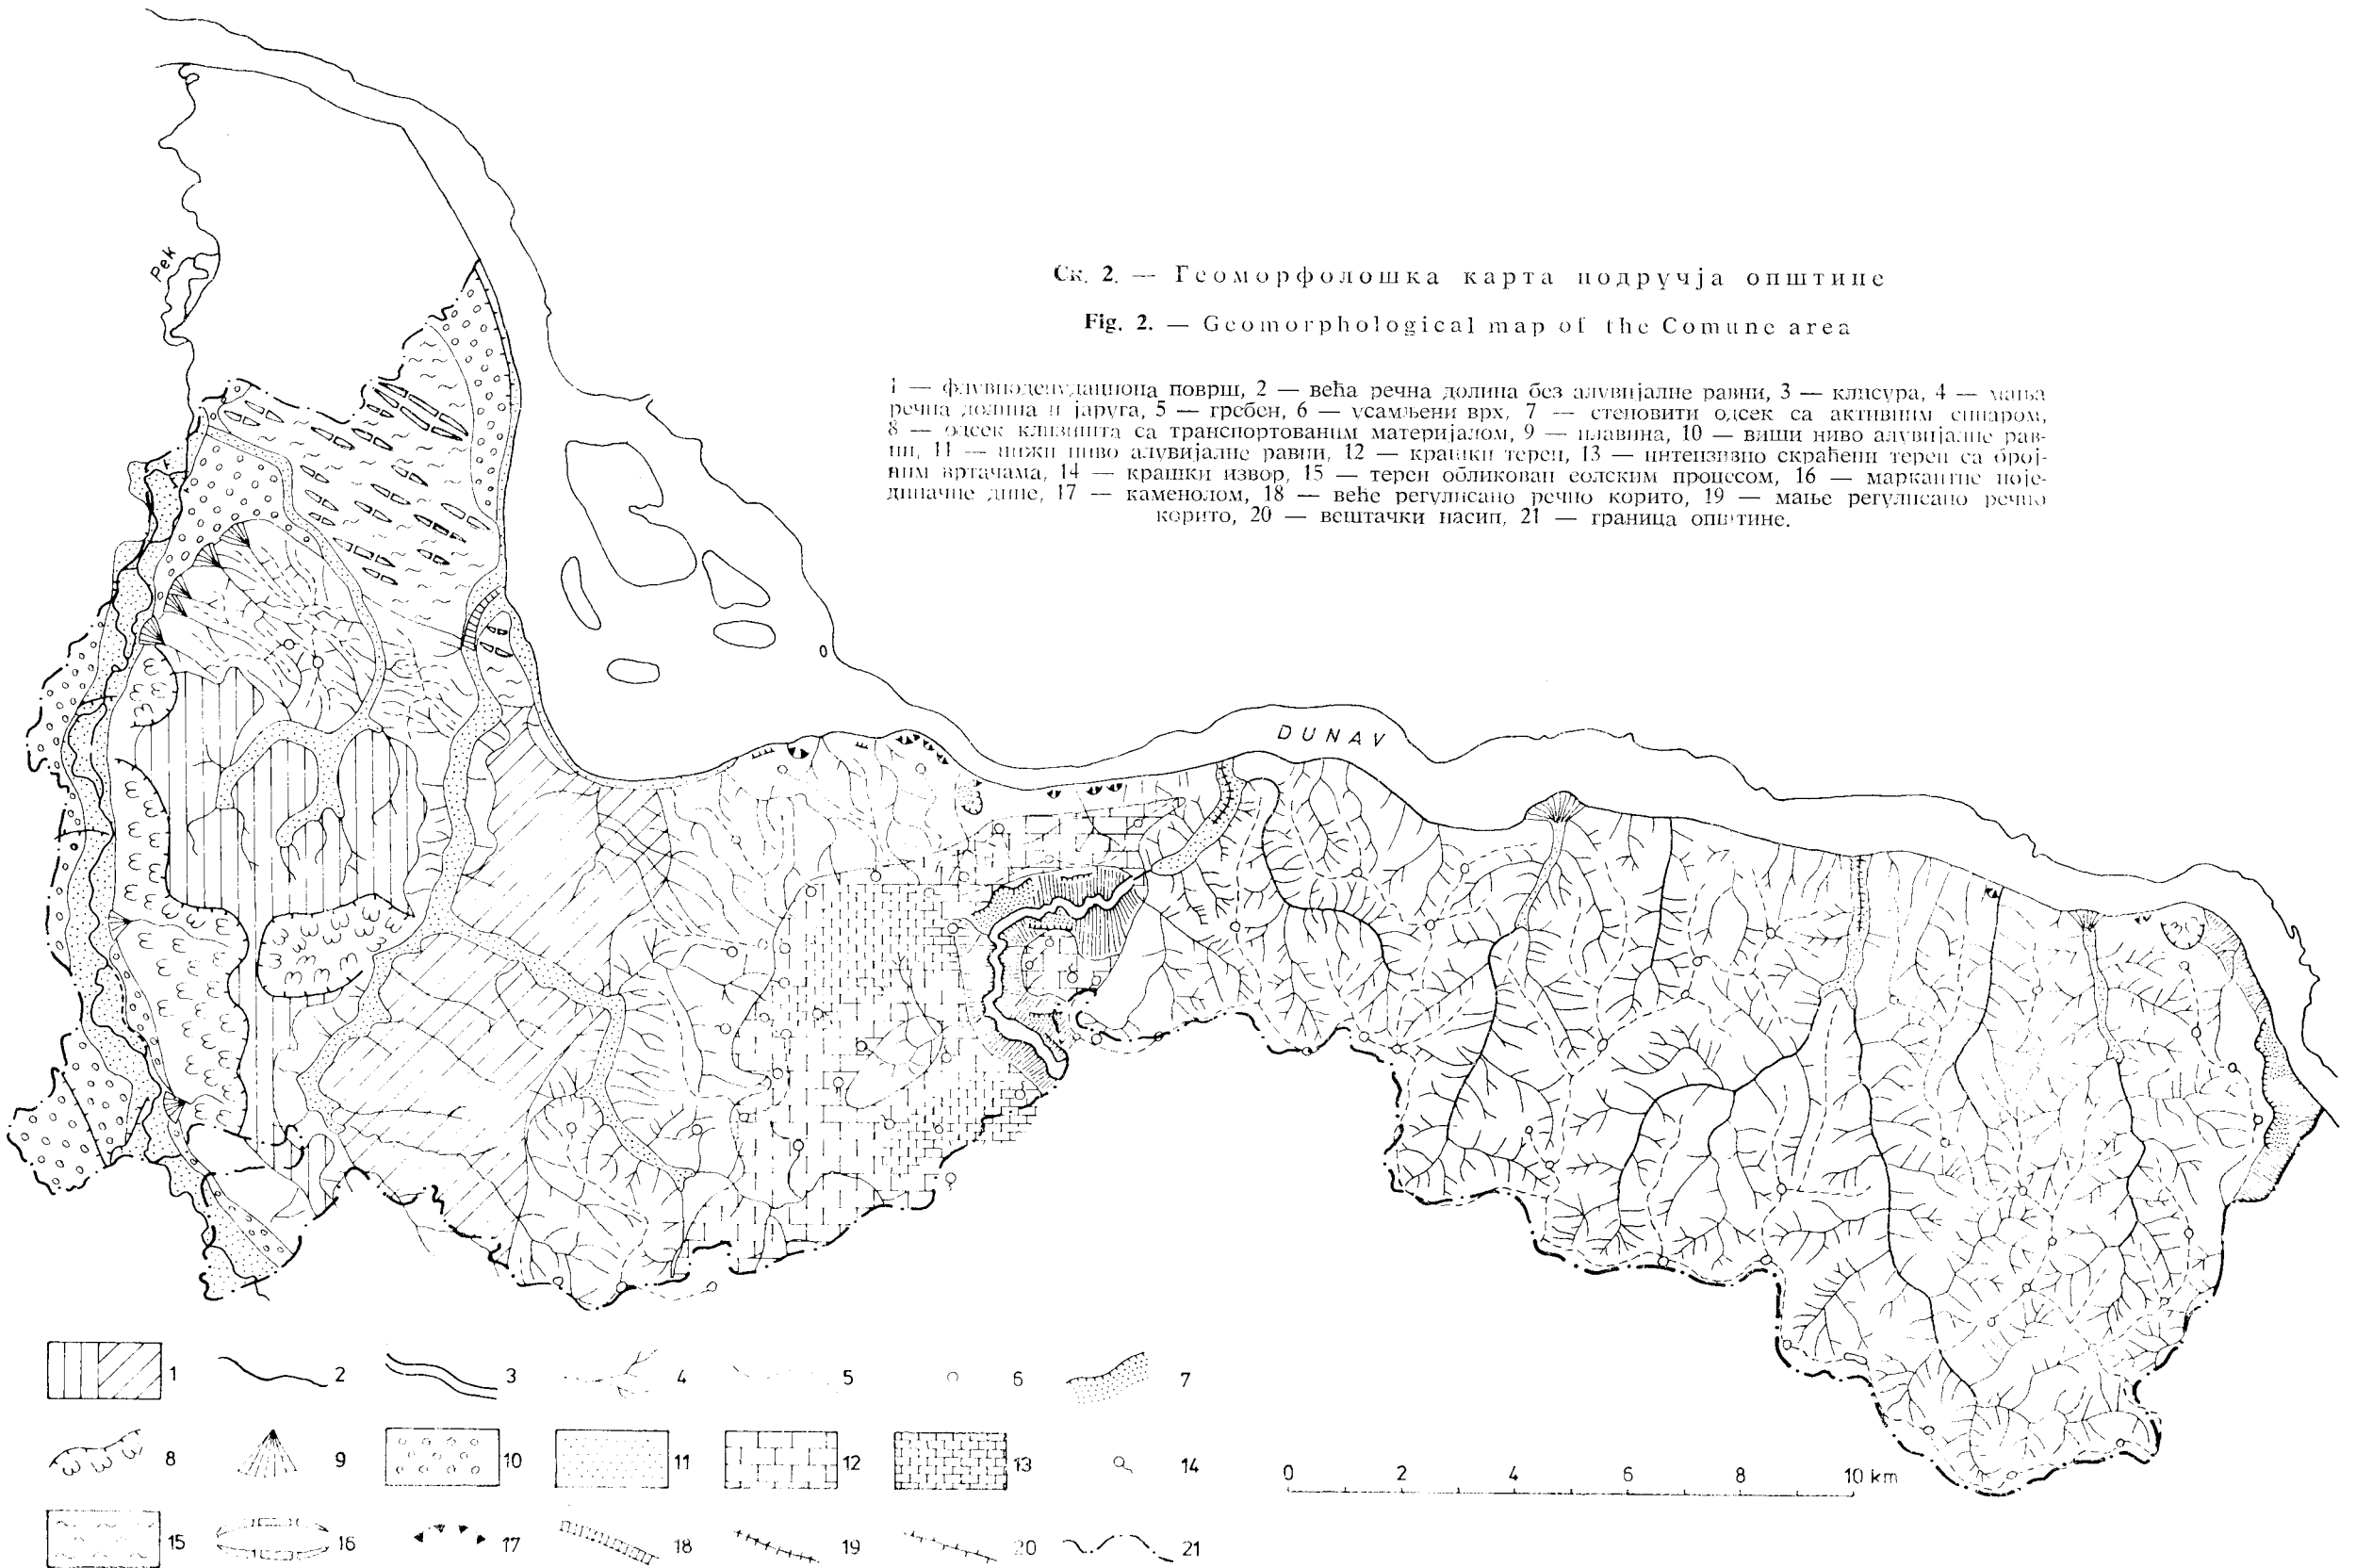 Ск. 2. — Геоморфолошка карта подручја општине
Fig. 2. — Geomorphological map of the Comune area
1 — флувиоденудациона површ, 2 — већа речна долина без алувијалне равни, 3 — клисура, 4 — мања
речна долина и јаруга, 5 — гребен, 6 — усамљени врх, 7 — стеновити одсек са активним сипаром,
8 — одсек клизишта са транспортованим материјалом, 9 — плавина, 10 — виши ниво алувијалне рав-
ни, 11 — нижи ниво алувијалне равни, 12 — крашки терен, 13 — интензивно скрашћени терен са број-
ним вртачама, 14 — крашки извор, 15 — терен обликован еолским процесом, 16 — маркантне поје-
диначне дине, 17 — каменолом, 18 — веће регулисано речно корито, 19 — мање регулисано речно
корито, 20 — вештачки насип, 21 — граница општине.
Рек
DUNAV
1 2 3 4 5 6 7
8 9 10 11 12 13 14
0 2 4 6 8 10 km
15 16 17 18 19 20 21